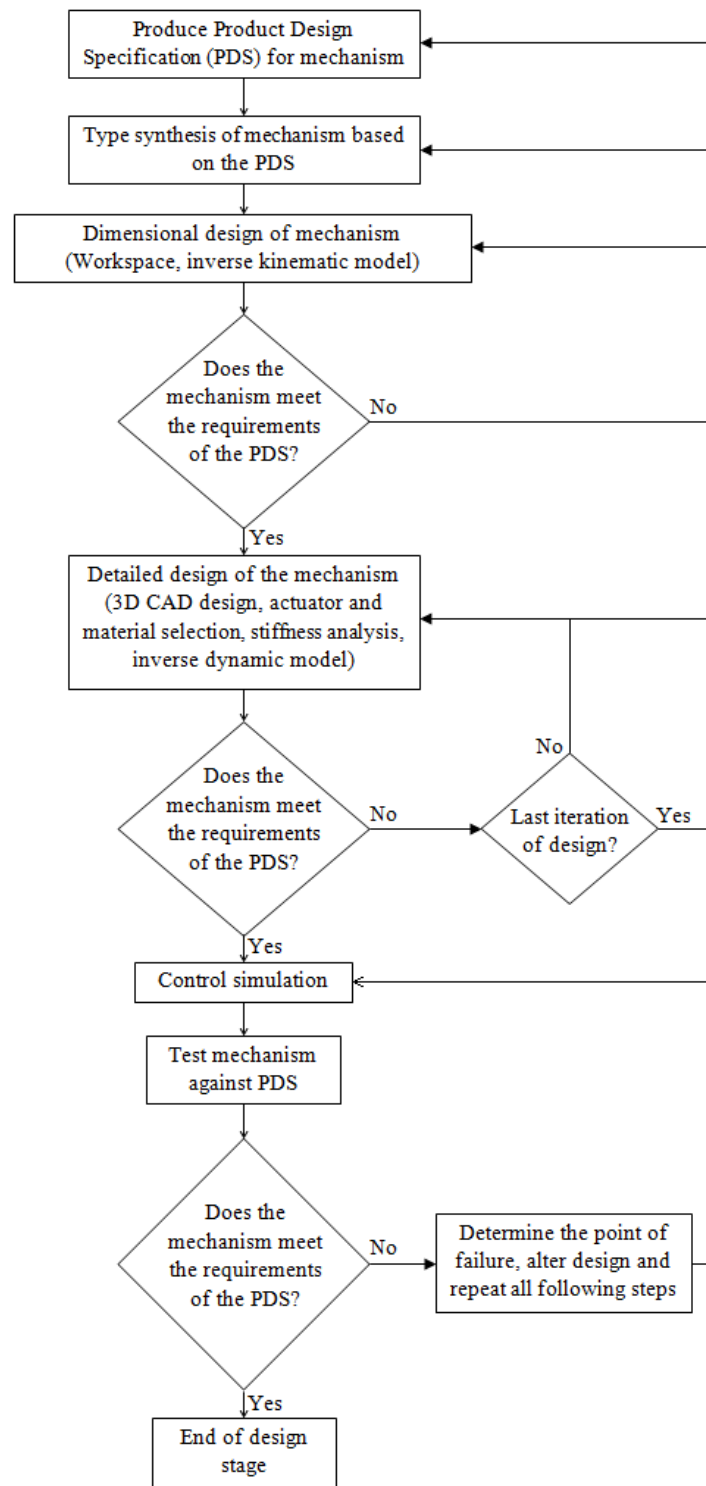 Produce Product Design
Specification (PDS) for mechanism
Type synthesis of mechanism based
on the PDS
Dimensional design of mechanism
(Workspace, inverse kinematic model)
Does the
mechanism meet
the requirements
of the PDS?
No
Yes
Detailed design of the mechanism
(3D CAD design, actuator and
material selection, stiffness analysis,
inverse dynamic model)
Does the
mechanism meet
the requirements
of the PDS?
No
Last iteration
of design?
No
Yes
Yes
Control simulation
Test mechanism
against PDS
Does the
mechanism meet
the requirements
of the PDS?
No
Determine the point of
failure, alter design and
repeat all following steps
Yes
End of design
stage